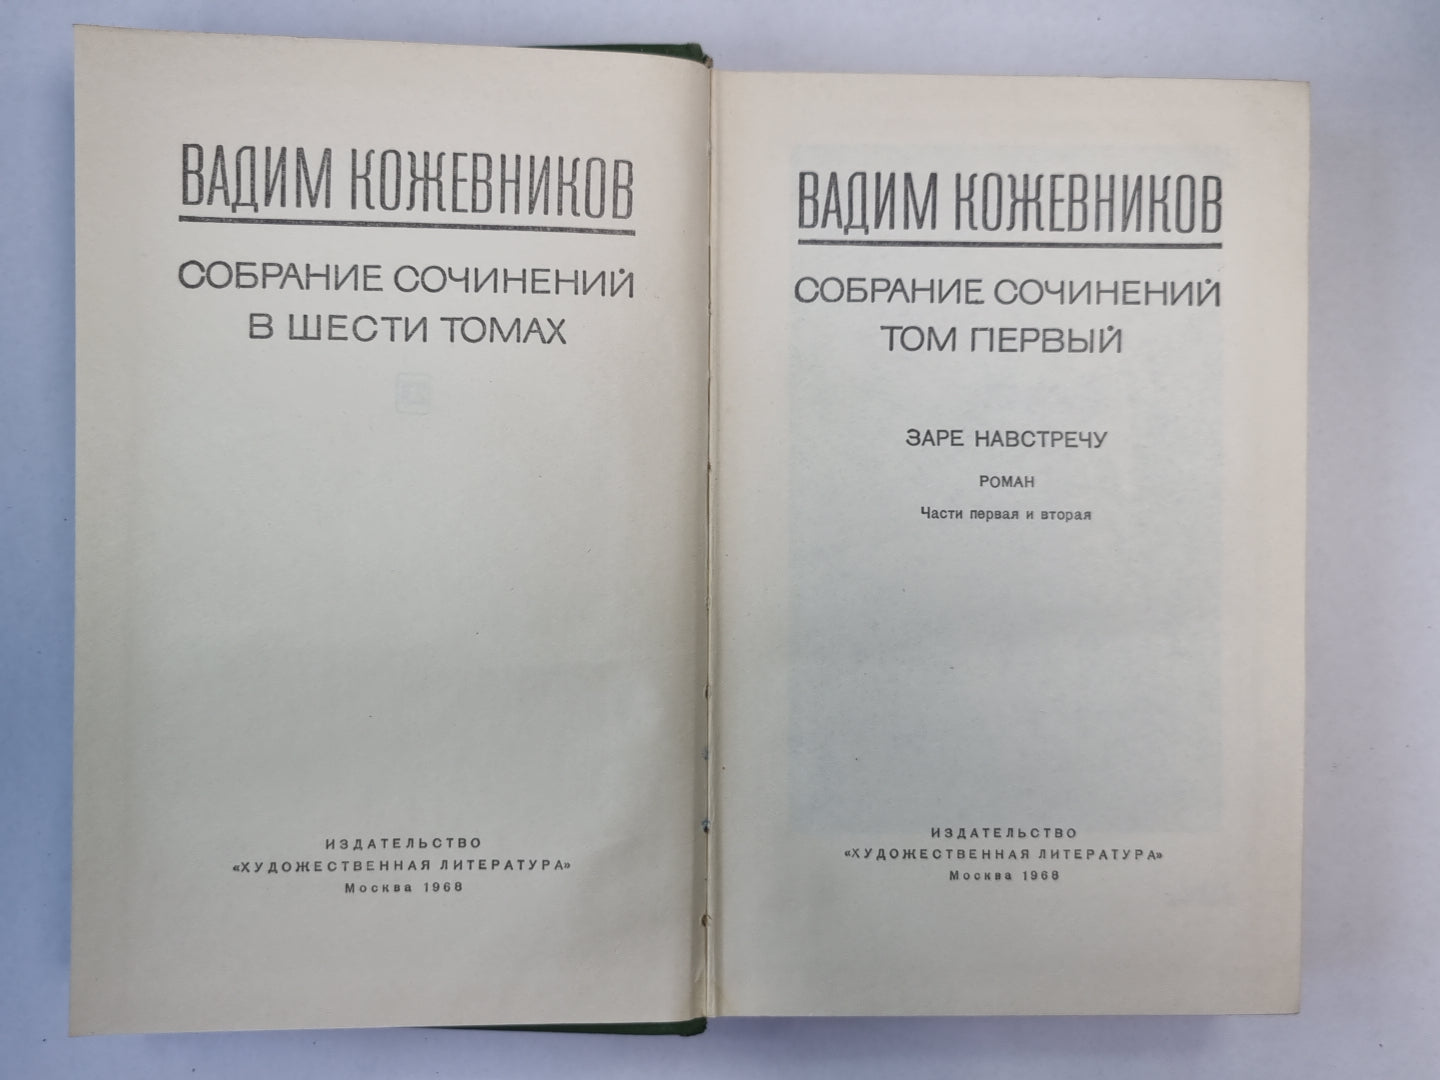 ВАДИМ КОЖЕВНИКОВ
СОБРАНИЕ СОЧИНЕНИЙ
В ШЕСТИ ТОМАХ
ИЗДАТЕЛЬСТВО
«ХУДОЖЕСТВЕННАЯ ЛИТЕРАТУРА»
Москва 1968
ВАДИМ КОЖЕВНИКОВ
СОБРАНИЕ СОЧИНЕНИЙ
ТОМ ПЕРВЫЙ
ЗАРЕ НАВСТРЕЧУ
РОМАН
Части первая и вторая
ИЗДАТЕЛЬСТВО
«ХУДОЖЕСТВЕННАЯ ЛИТЕРАТУРА»
Москва 1968